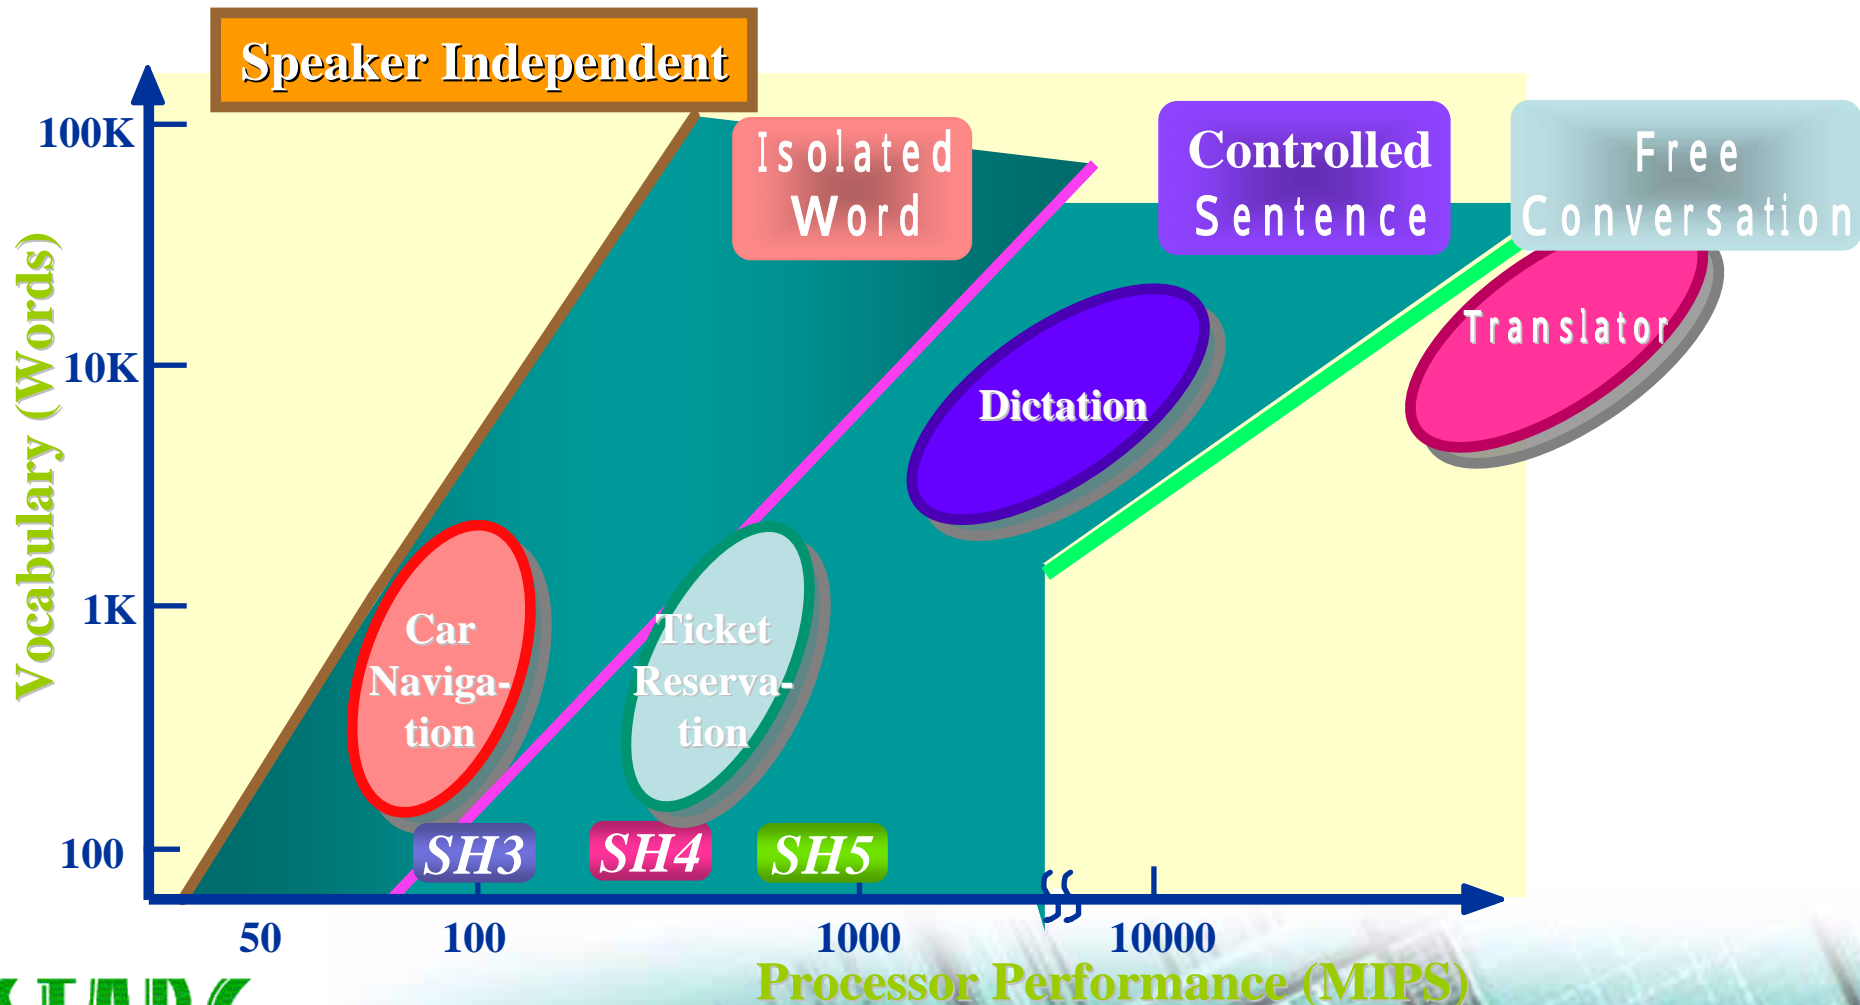 Speaker Independent
100K
10K
1K
100
Vocabulary (Words)
Isolated
Word
Controlled
Sentence
Free
Conversation
Translator
Dictation
Car
Naviga-
tion
Ticket
Reserva-
tion
SH3
SH4
SH5
50
100
1000
10000
Processor Performance (MIPS)